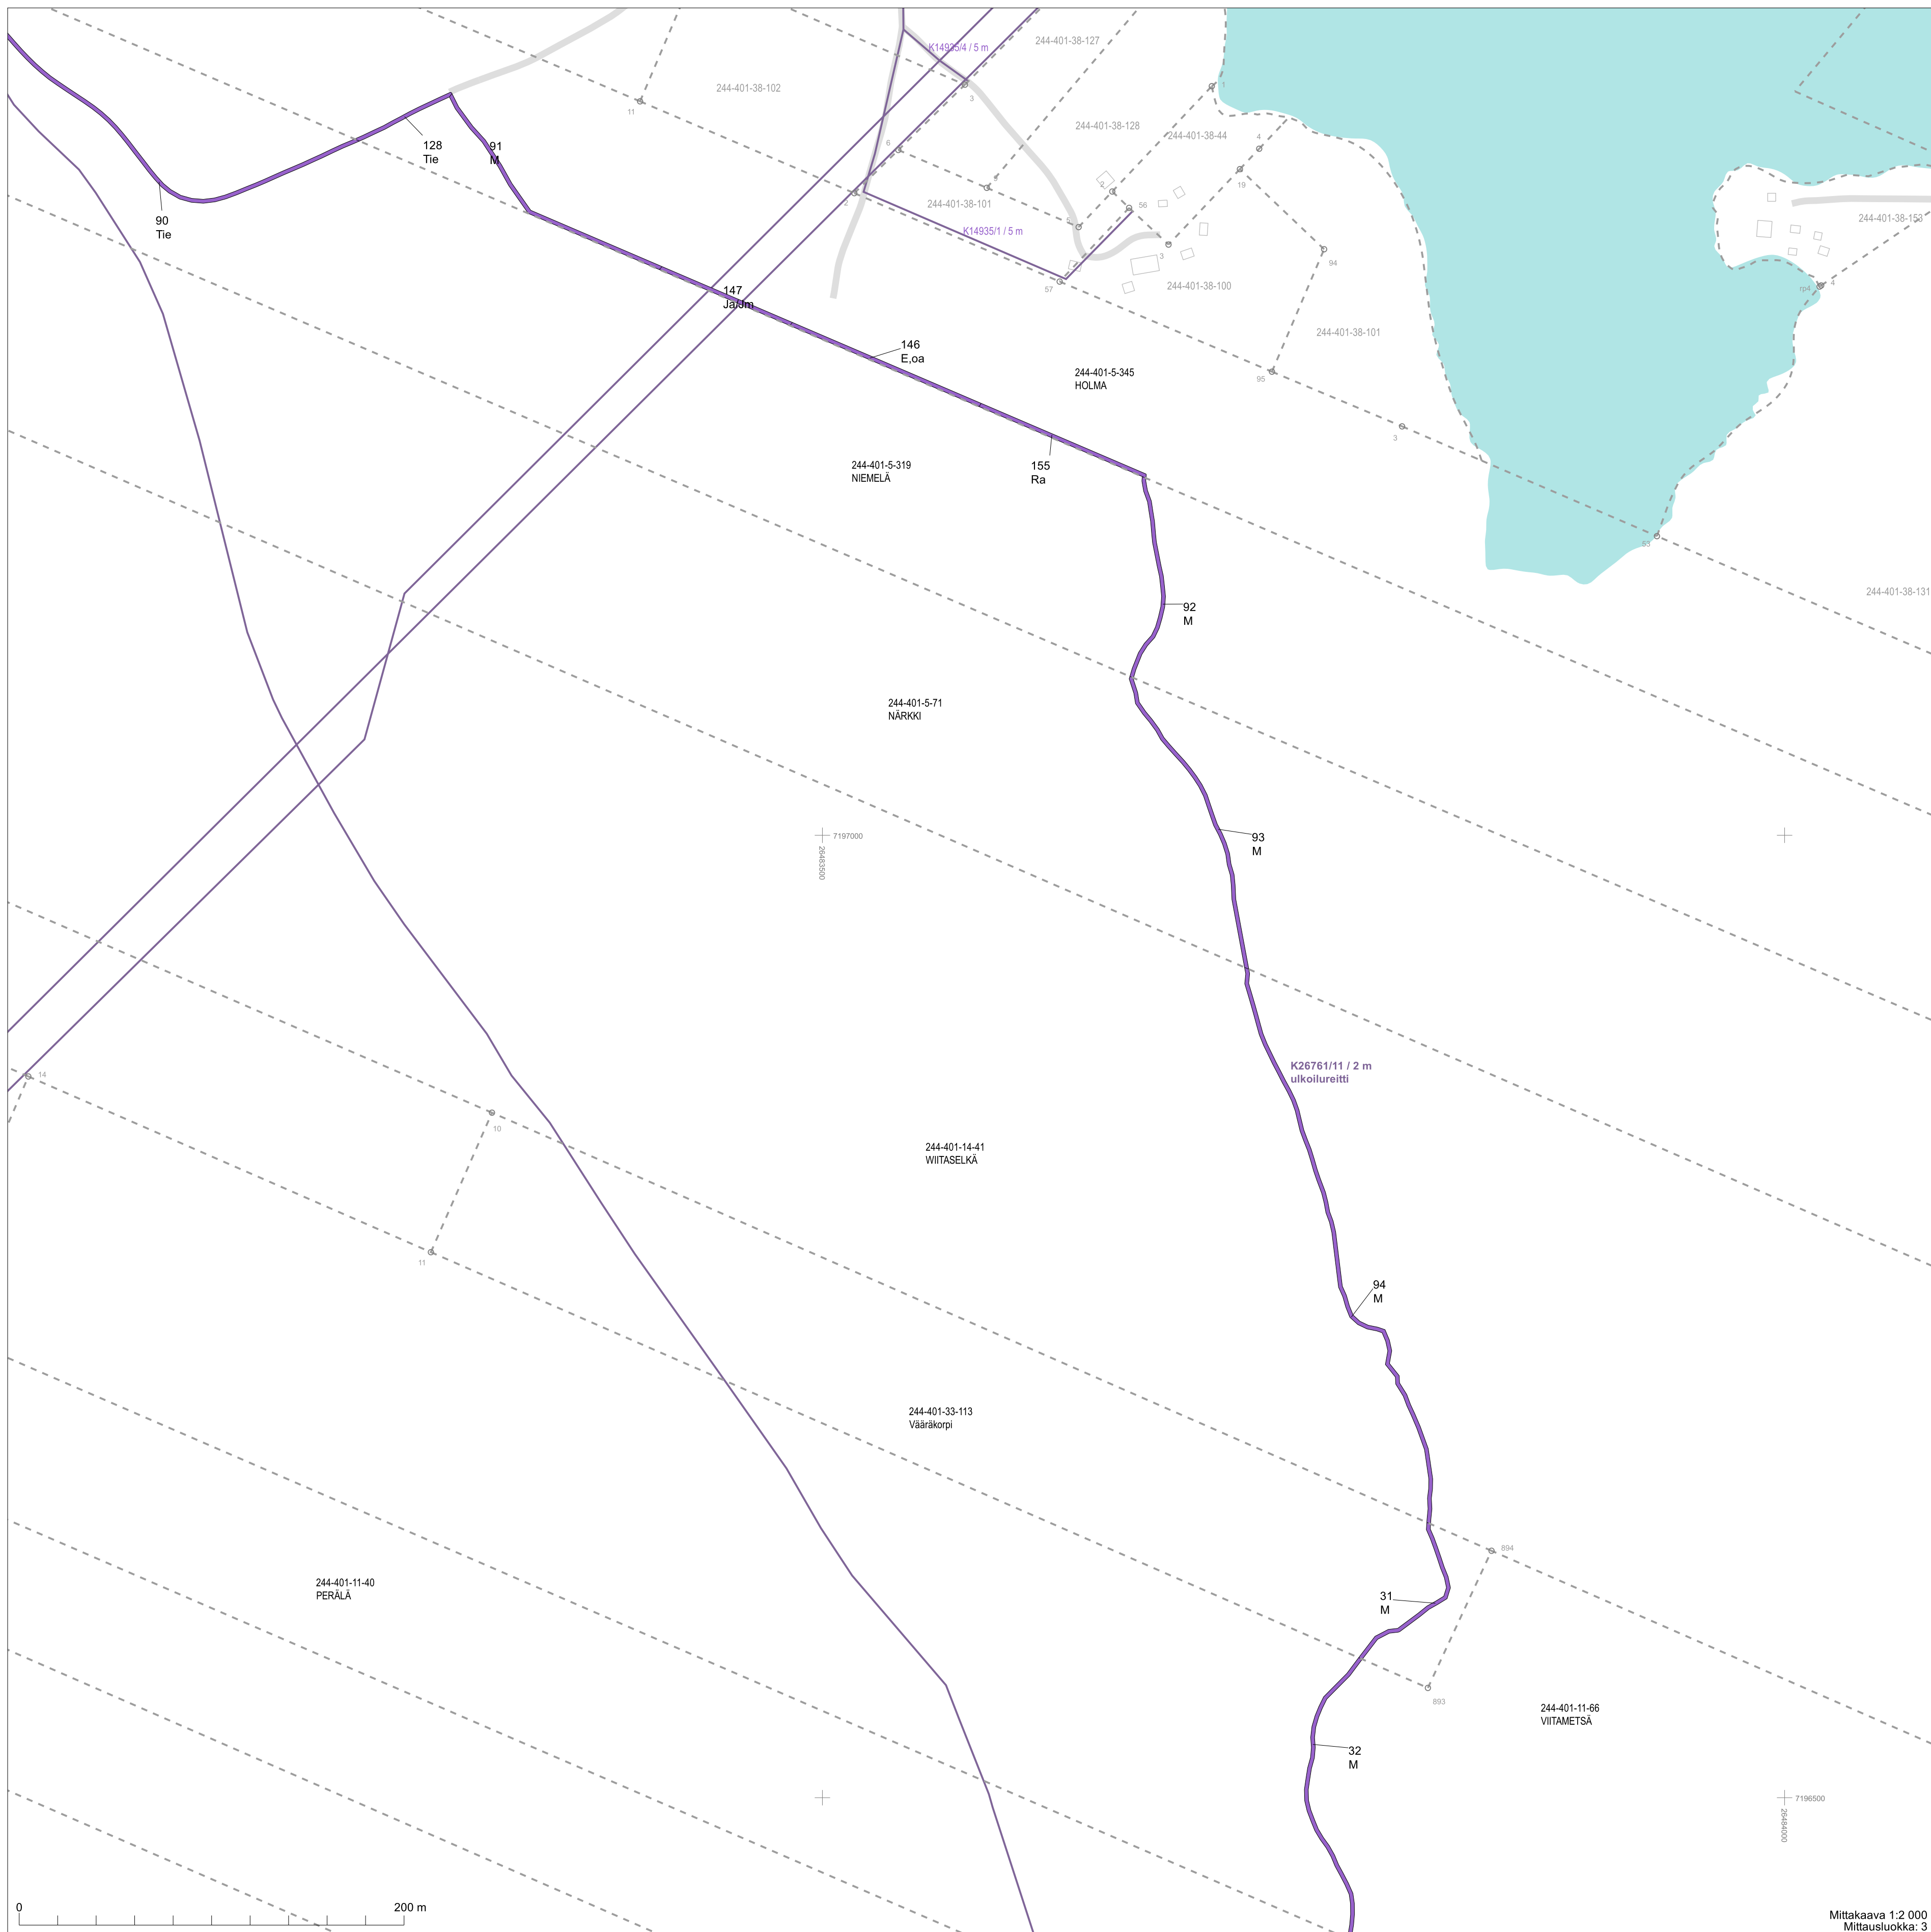 K14935/4 / 5 m
244-401-38-127
244-401-38-102
11
3
1
244-401-38-128
244-401-38-44
4
128
Tie
91
M
6
19
2
5
2
244-401-38-101
56
5
90
Tie
K14935/1 / 5 m
3
244-401-38-153
94
57
244-401-38-100
rp4
4
147
Ja/Jm
244-401-38-101
146
E,oa
244-401-5-345
HOLMA
95
3
244-401-5-319
NIEMELÄ
155
Ra
53
244-401-38-131
92
M
244-401-5-71
NÄRKKI
7197000
26483500
93
M
K26761/11 / 2 m
ulkoilureitti
14
10
244-401-14-41
WIITASELKÄ
11
94
M
244-401-33-113
Vääräkorpi
894
244-401-11-40
PERÄLÄ
31
M
893
244-401-11-66
VIITAMETSÄ
32
M
7196500
26484000
0
200 m
Mittakaava 1:2 000
Mittausluokka: 3